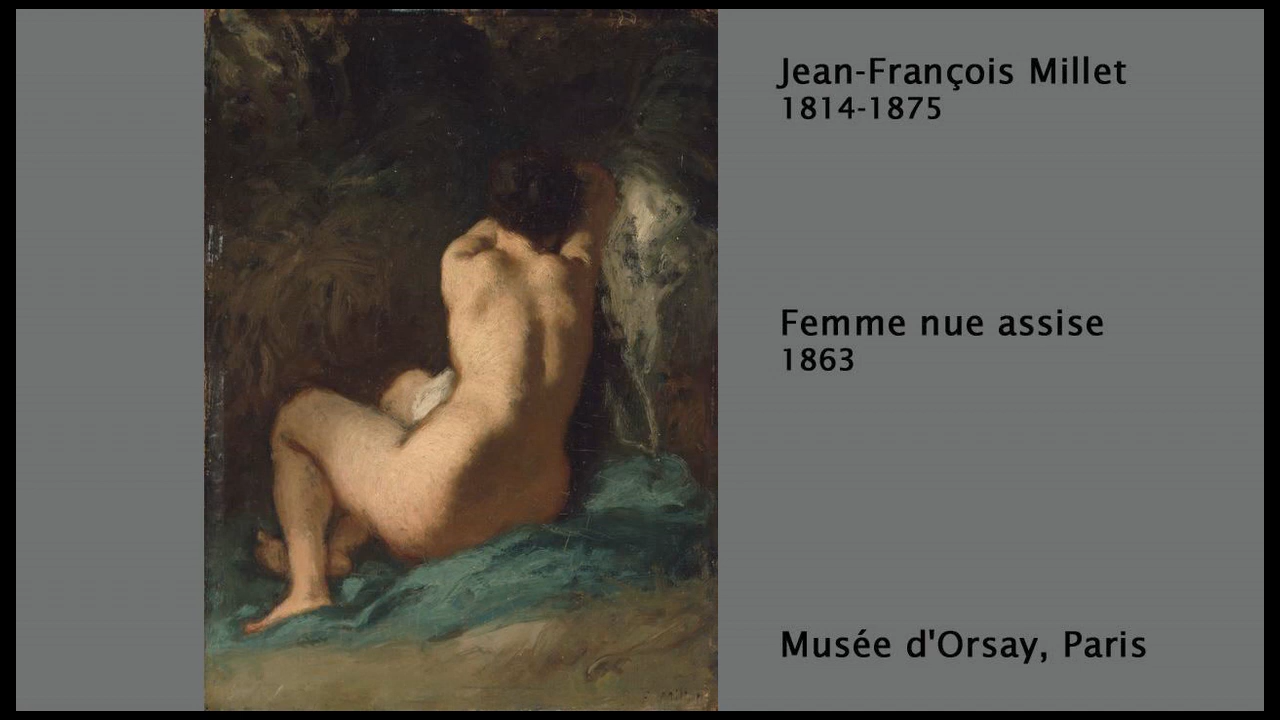 Jean-François Millet
1814-1875
Femme nue assise
1863
Musée d'Orsay, Paris